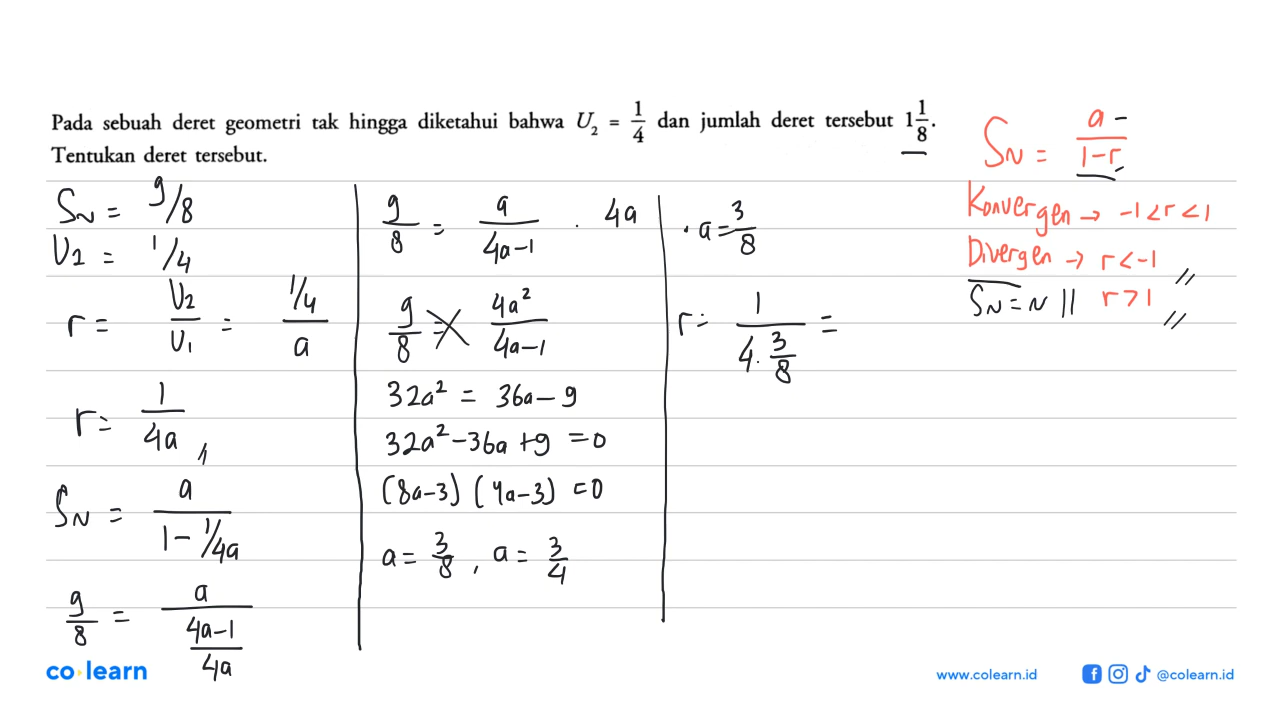 Pada sebuah deret geometri tak hingga diketahui bahwa U₂ = 1/4 dan jumlah deret tersebut 1 1/8.
Tentukan deret tersebut.
S_N = 9/8
U2 = 1/4
r = U2/U1 = (1/4)/a
r = 1/4a //
S_N = a/(1 - 1/4a)
9/8 = a/((4a-1)/4a)
9/8 = a/(4a-1) · 4a
9/8 = 4a²/(4a-1)
32a² = 36a - 9
32a² - 36a + 9 = 0
(8a-3) (4a-3) = 0
a = 3/8 , a = 3/4
· a = 3/8
r = 1/(4 · 3/8) =
S_N = a/(1-r)
Konvergen → -1 < r < 1
Divergen → r < -1 //
S_N = N || r > 1 //
co learn
www.colearn.id
@colearn.id